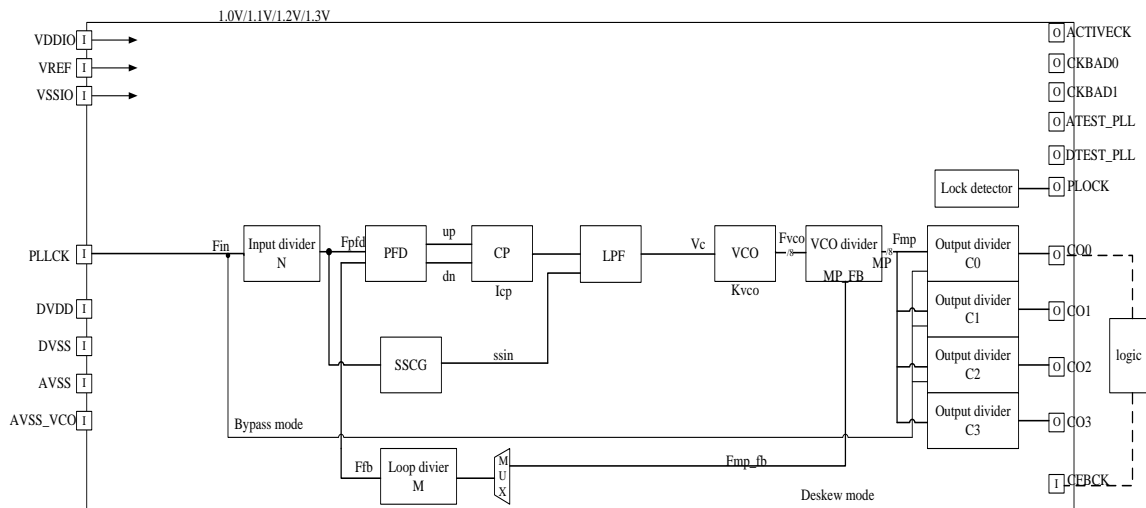 1.0V/1.1V/1.2V/1.3V
VDDIO I
VREF I
VSSIO I
PLLCK I
DVDD I
DVSS I
AVSS I
AVSS_VCO I
O ACTIVECK
O CKBAD0
O CKBAD1
O ATEST_PLL
O DTEST_PLL
Lock detector
O PLOCK
Fin
Input divider
N
Fpfd
PFD
up
dn
CP
Icp
LPF
Vc
VCO
Kvco
Fvco
/8
VCO divider
MP
MP_FB
Fmp
/8
Output divider
C0
O CO0
Output divider
C1
O CO1
Output divider
C2
O CO2
Output divider
C3
O CO3
logic
SSCG
ssin
Bypass mode
Ffb
Loop divier
M
MUX
Fmp_fb
Deskew mode
I CFBCK